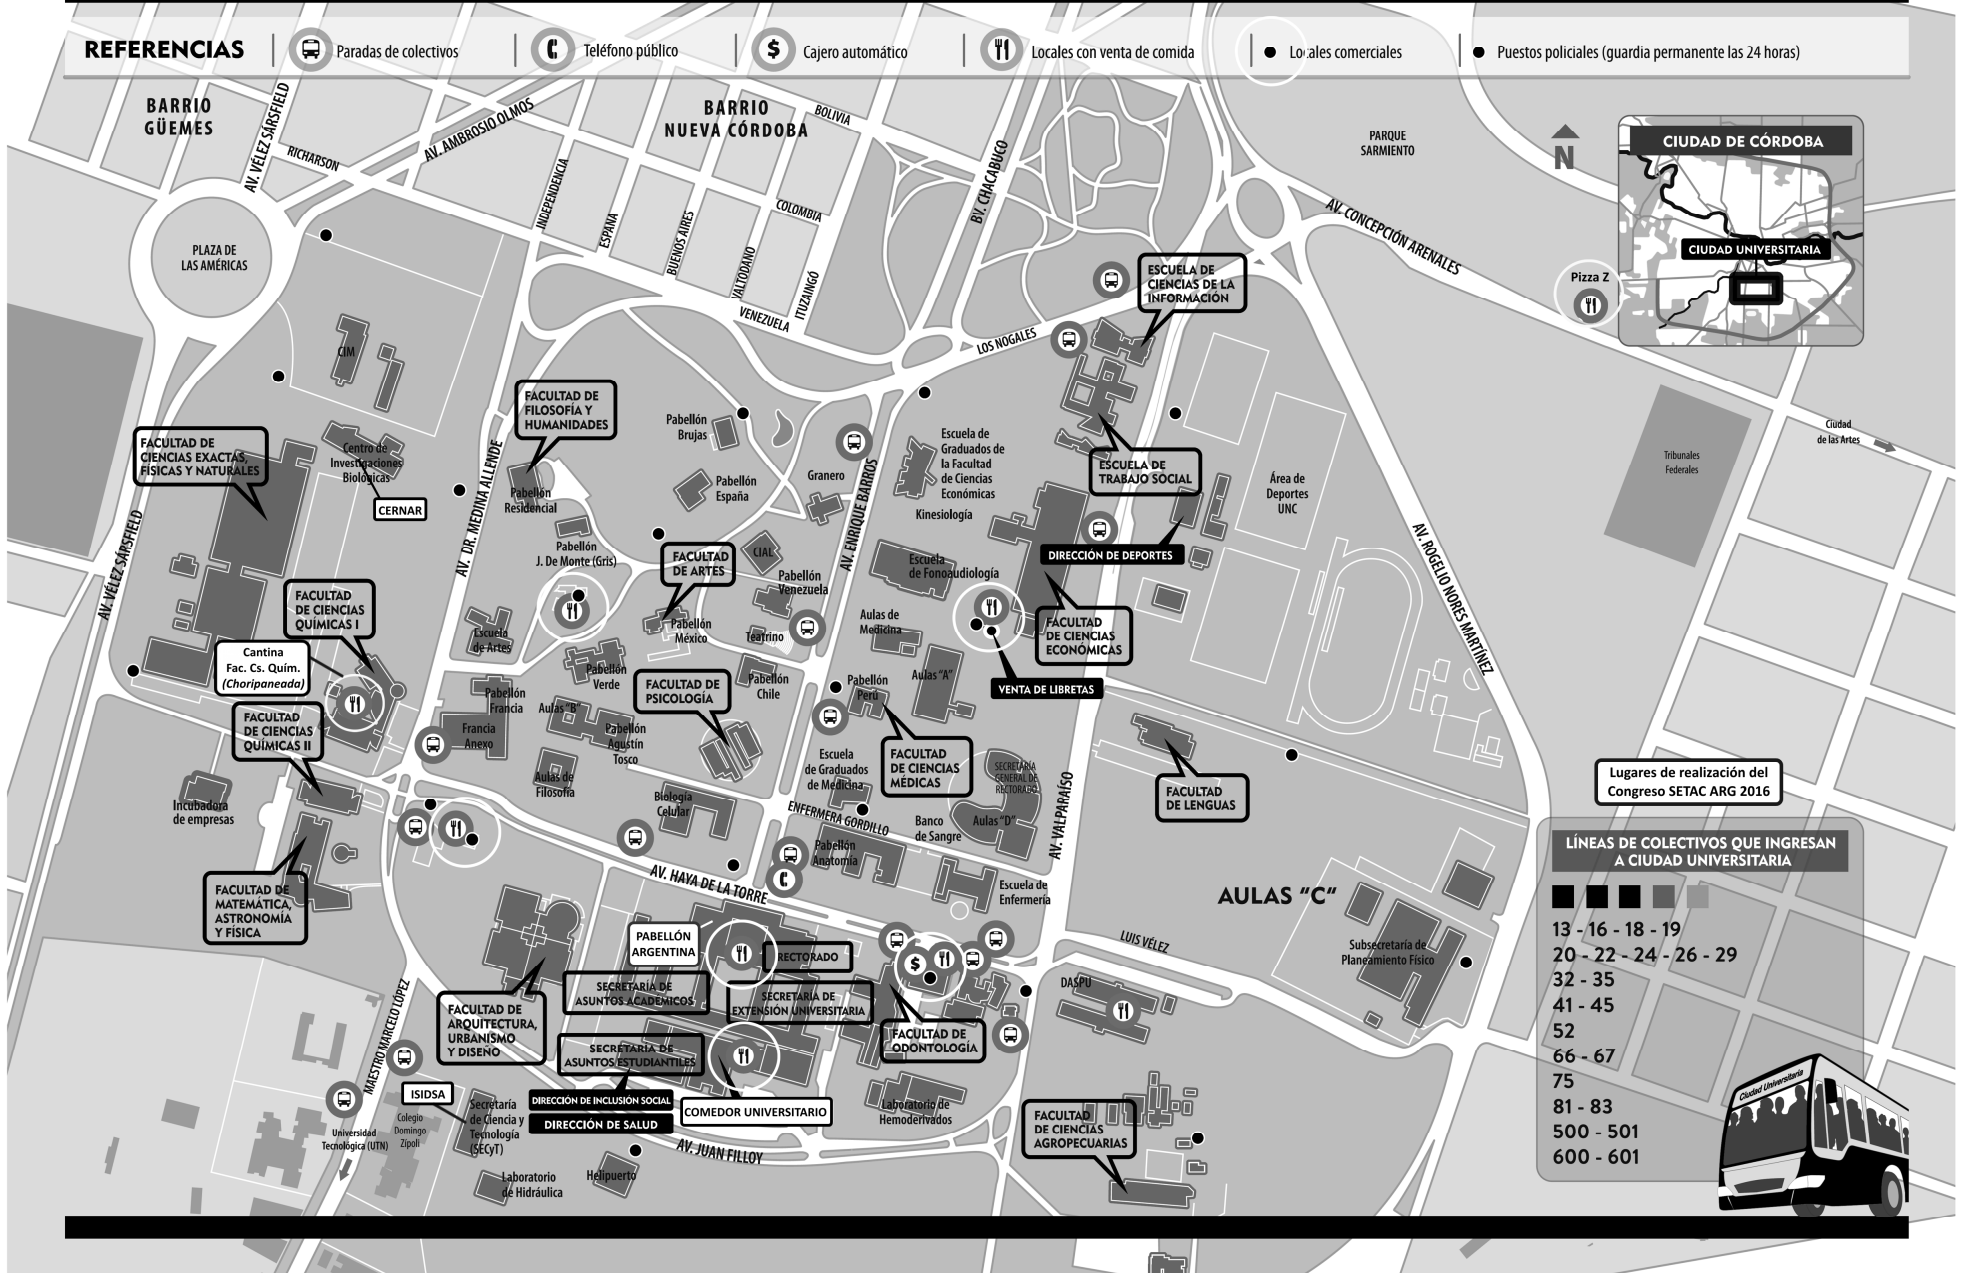 REFERENCIAS
Paradas de colectivos
Teléfono público
Cajero automático
Locales con venta de comida
Locales comerciales
Puestos policiales (guardia permanente las 24 horas)
BARRIO
GÜEMES
AV. VÉLEZ SÁRSFIELD
RICHARSON
AV. AMBROSIO OLMOS
BARRIO
NUEVA CÓRDOBA
BOLIVIA
INDEPENDENCIA
ESPAÑA
BUENOS AIRES
COLOMBIA
VALTODANO
ITUZAINGÓ
VENEZUELA
BV. CHACABUCO
PARQUE
SARMIENTO
N
CIUDAD DE CÓRDOBA
CIUDAD UNIVERSITARIA
AV. CONCEPCIÓN ARENALES
Pizza Z
PLAZA DE
LAS AMÉRICAS
LOS NOGALES
ESCUELA DE
CIENCIAS DE LA
INFORMACIÓN
CIM
FACULTAD DE
CIENCIAS EXACTAS,
FÍSICAS Y NATURALES
Centro de
Investigaciones
Biológicas
CERNAR
AV. DR. MEDINA ALLENDE
FACULTAD DE
FILOSOFÍA Y
HUMANIDADES
Pabellón
Residencial
Pabellón
Brujas
Pabellón
España
Granero
AV. ENRIQUE BARROS
Escuela de
Graduados de
la Facultad
de Ciencias
Económicas
Kinesiología
ESCUELA DE
TRABAJO SOCIAL
Área de
Deportes
UNC
Tribunales
Federales
Ciudad
de las Artes
AV. VÉLEZ SÁRSFIELD
Pabellón
J. De Monte (Gris)
FACULTAD
DE ARTES
CIAL
Pabellón
Venezuela
Escuela
de Fonoaudiología
DIRECCIÓN DE DEPORTES
AV. ROGELIO NORES MARTÍNEZ
FACULTAD
DE CIENCIAS
QUÍMICAS I
Cantina
Fac. Cs. Quím.
(Choripaneada)
Escuela
de Artes
Pabellón
México
Teatrino
Aulas de
Medicina
FACULTAD
DE CIENCIAS
ECONÓMICAS
VENTA DE LIBRETAS
Pabellón
Verde
FACULTAD DE
PSICOLOGÍA
Pabellón
Chile
Pabellón
Perú
Aulas "A"
FACULTAD
DE CIENCIAS
QUÍMICAS II
Pabellón
Francia
Francia
Anexo
Aulas "B"
Pabellón
Agustín
Tosco
Aulas de
Filosofía
Escuela
de Graduados
de Medicina
FACULTAD
DE CIENCIAS
MÉDICAS
SECRETARÍA
GENERAL DE
RECTORADO
FACULTAD
DE LENGUAS
Incubadora
de empresas
Biología
Celular
ENFERMERA GORDILLO
Banco
de Sangre
Aulas "D"
AV. VALPARAÍSO
Lugares de realización del
Congreso SETAC ARG 2016
FACULTAD DE
MATEMÁTICA,
ASTRONOMÍA
Y FÍSICA
AV. HAYA DE LA TORRE
Pabellón
Anatomía
Escuela de
Enfermería
AULAS "C"
LUIS VÉLEZ
Subsecretaría de
Planeamiento Físico
PABELLÓN
ARGENTINA
RECTORADO
SECRETARÍA DE
ASUNTOS ACADÉMICOS
SECRETARÍA DE
EXTENSIÓN UNIVERSITARIA
FACULTAD DE
ARQUITECTURA,
URBANISMO
Y DISEÑO
SECRETARÍA DE
ASUNTOS ESTUDIANTILES
FACULTAD DE
ODONTOLOGÍA
DASPU
MAESTRO MARCELO LÓPEZ
ISIDSA
Universidad
Tecnológica (UTN)
Colegio
Domingo
Zípoli
Secretaría
de Ciencia y
Tecnología
(SECyT)
DIRECCIÓN DE INCLUSIÓN SOCIAL
DIRECCIÓN DE SALUD
COMEDOR UNIVERSITARIO
AV. JUAN FILLOY
Laboratorio de
Hemoderivados
Laboratorio
de Hidráulica
Helipuerto
FACULTAD
DE CIENCIAS
AGROPECUARIAS
LÍNEAS DE COLECTIVOS QUE INGRESAN
A CIUDAD UNIVERSITARIA
13 - 16 - 18 - 19
20 - 22 - 24 - 26 - 29
32 - 35
41 - 45
52
66 - 67
75
81 - 83
500 - 501
600 - 601
Ciudad Universitaria